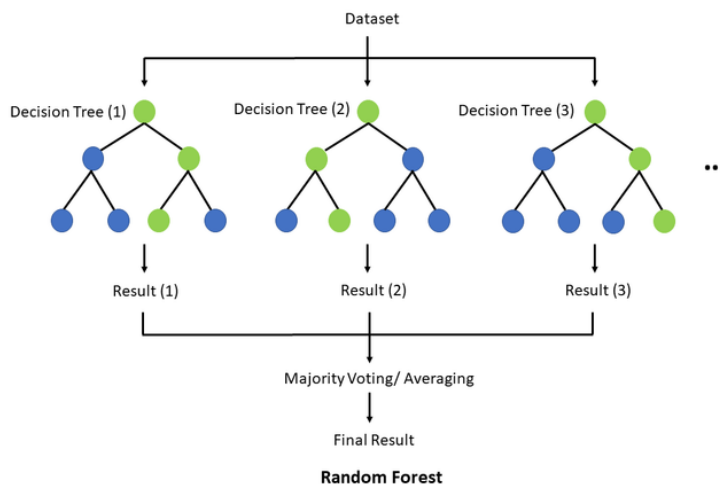 Dataset
Decision Tree (1)
Decision Tree (2)
Decision Tree (3)
..
Result (1)
Result (2)
Result (3)
Majority Voting/ Averaging
Final Result
Random Forest